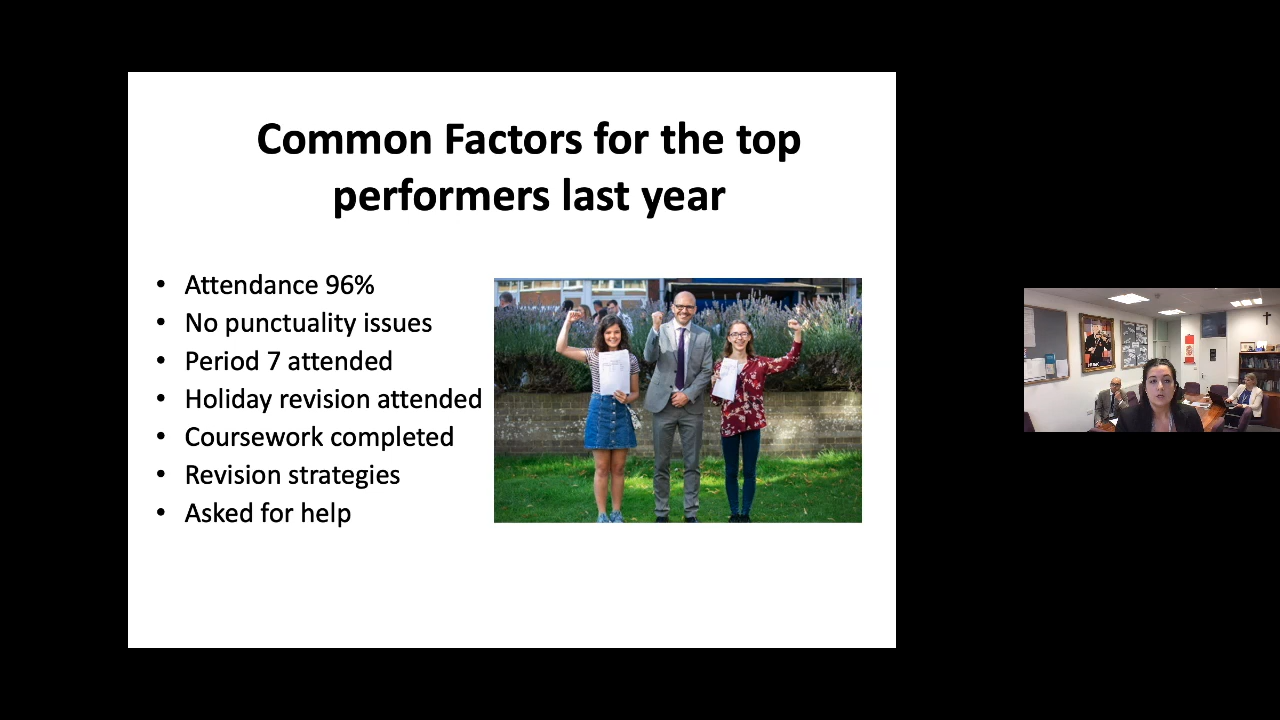 Common Factors for the top
performers last year
• Attendance 96%
• No punctuality issues
• Period 7 attended
• Holiday revision attended
• Coursework completed
• Revision strategies
• Asked for help